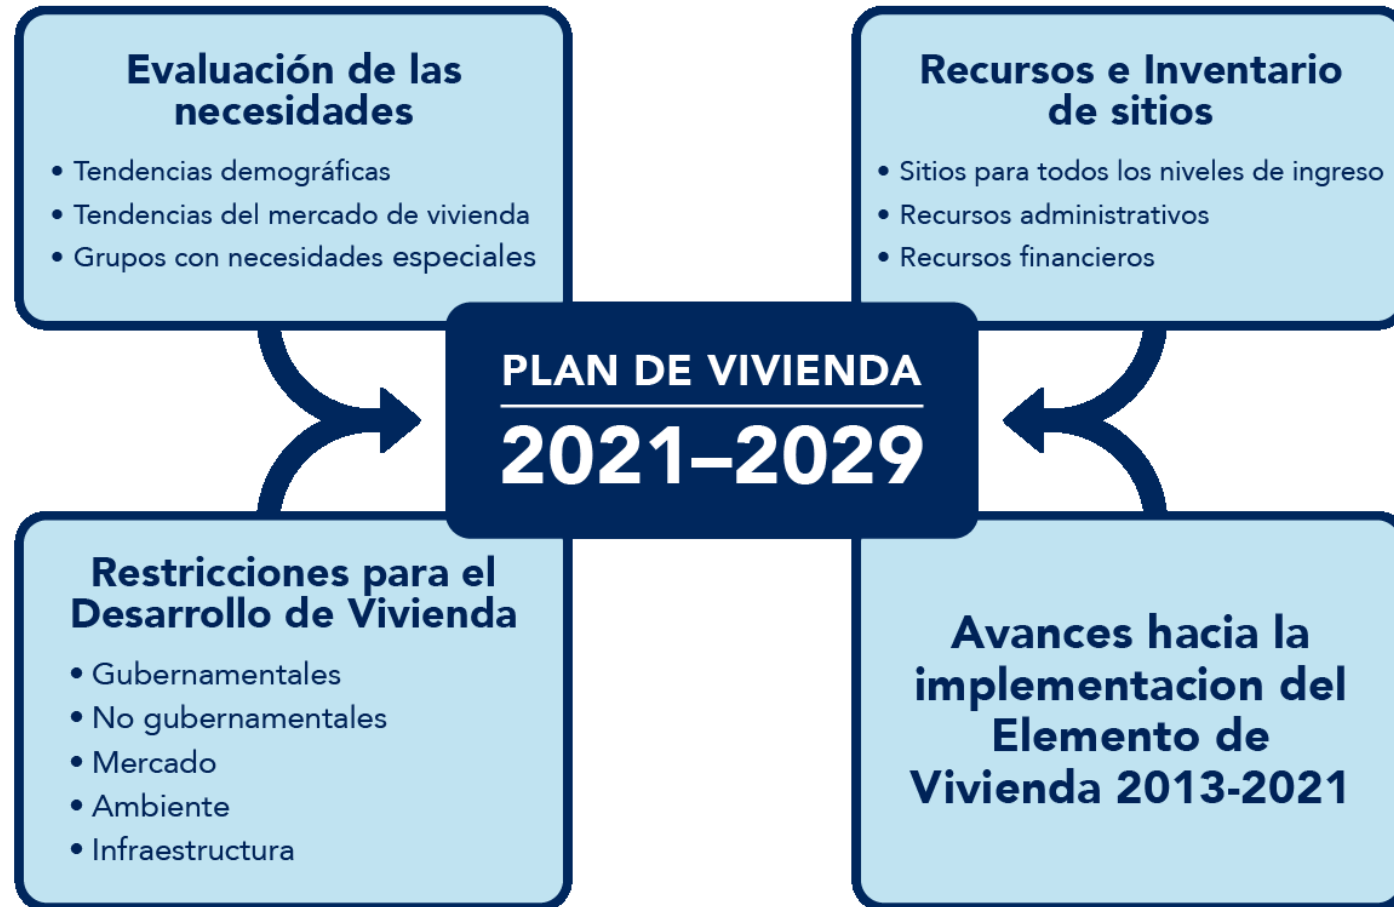 Evaluación de las
necesidades
• Tendencias demográficas
• Tendencias del mercado de vivienda
• Grupos con necesidades especiales
Recursos e Inventario
de sitios
• Sitios para todos los niveles de ingreso
• Recursos administrativos
• Recursos financieros
PLAN DE VIVIENDA
2021–2029
Restricciones para el
Desarrollo de Vivienda
• Gubernamentales
• No gubernamentales
• Mercado
• Ambiente
• Infraestructura
Avances hacia la
implementacion del
Elemento de
Vivienda 2013-2021